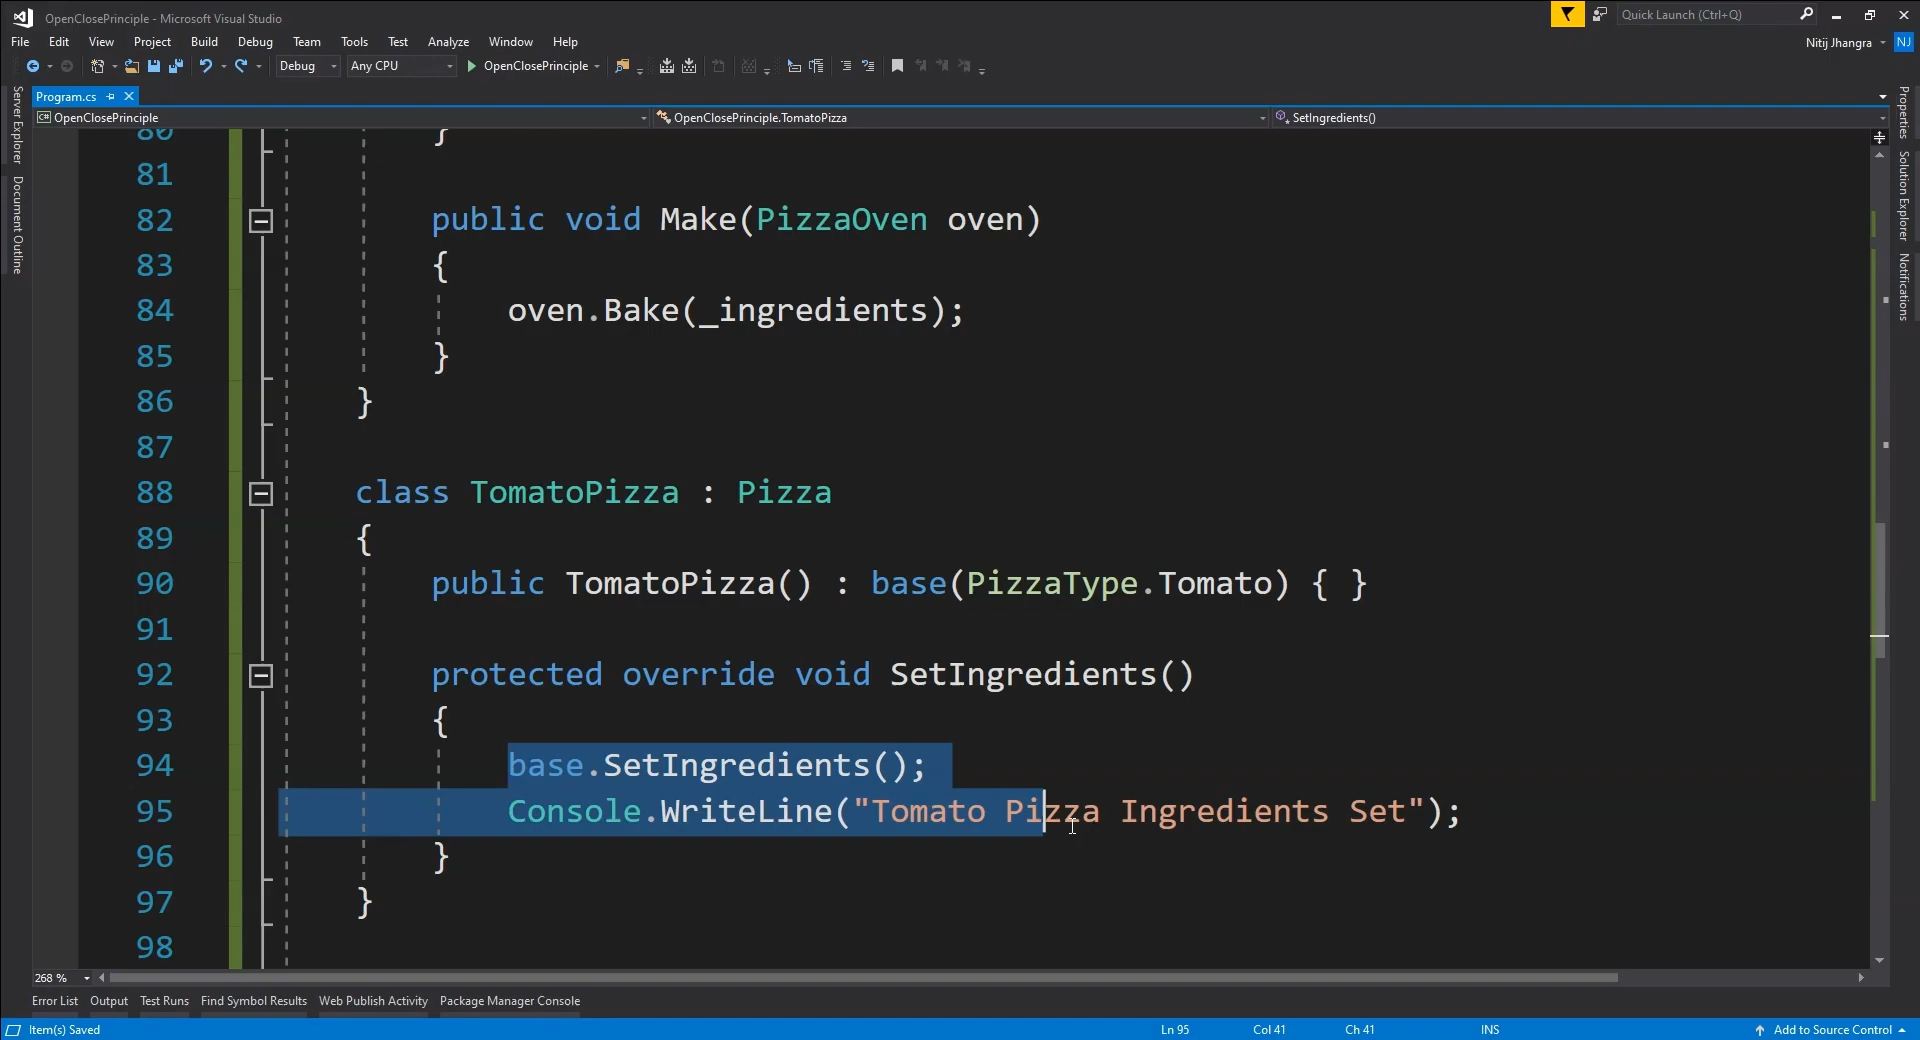 OpenClosePrinciple - Microsoft Visual Studio
Quick Launch (Ctrl+Q)
File Edit View Project Build Debug Team Tools Test Analyze Window Help
Nitij Jhangra NJ
Debug Any CPU OpenClosePrinciple
Program.cs
OpenClosePrinciple OpenClosePrinciple.TomatoPizza SetIngredients()
Server Explorer
Document Outline
Properties
Solution Explorer
Notifications
80 }
81
82 public void Make(PizzaOven oven)
83 {
84 oven.Bake(_ingredients);
85 }
86 }
87
88 class TomatoPizza : Pizza
89 {
90 public TomatoPizza() : base(PizzaType.Tomato) { }
91
92 protected override void SetIngredients()
93 {
94 base.SetIngredients();
95 Console.WriteLine("Tomato Pizza Ingredients Set");
96 }
97 }
98
268 %
Error List Output Test Runs Find Symbol Results Web Publish Activity Package Manager Console
Item(s) Saved Ln 95 Col 41 Ch 41 INS Add to Source Control